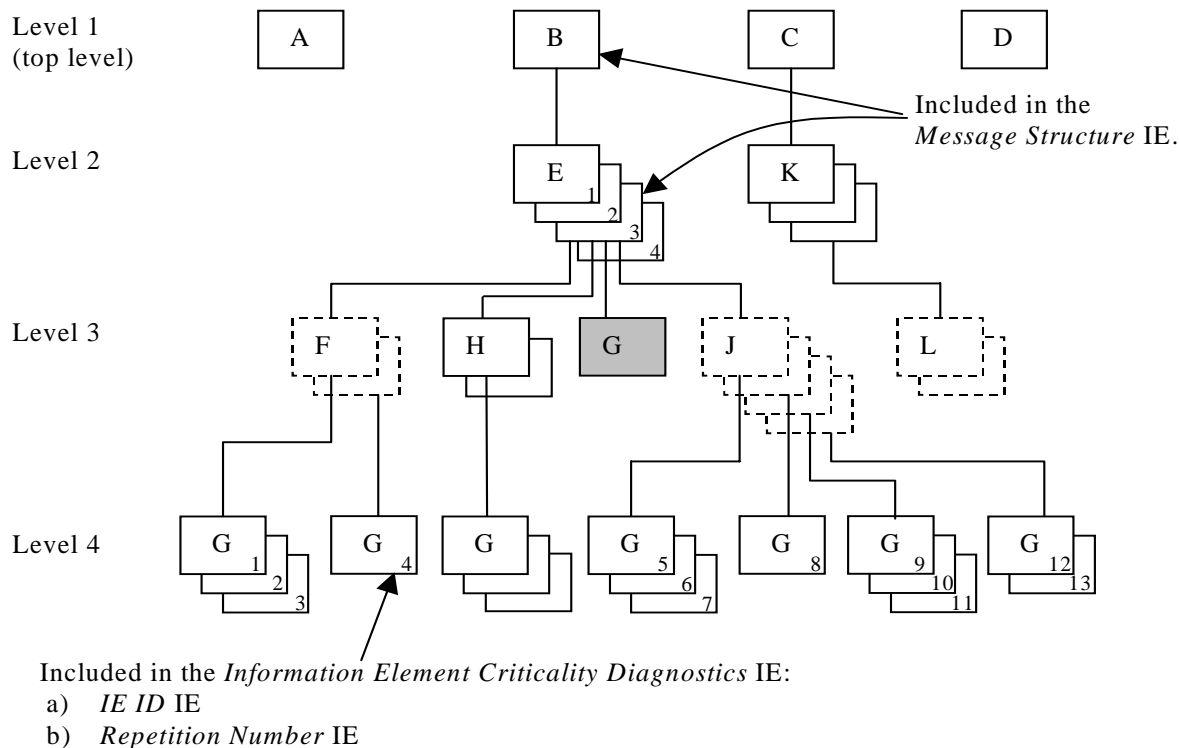 Level 1
(top level)
A
B
C
D
Included in the
Message Structure IE.
Level 2
E
1
2
3
4
K
Level 3
F
H
G
J
L
Level 4
G
1
2
3
G
4
G
G
5
6
7
G
8
G
9
10
11
G
12
13
Included in the Information Element Criticality Diagnostics IE:
a) IE ID IE
b) Repetition Number IE